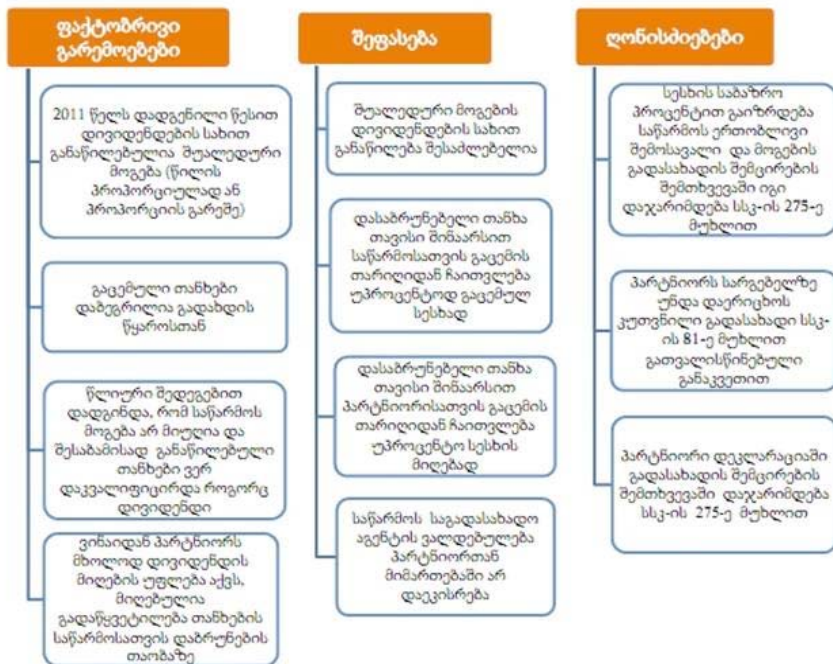 ფაქტობრივი
გარემოებები
2011 წელს დადგენილი წესით
დივიდენდების სახით
განაწილებულია შუალედური
მოგება (წილის
პროპორციულად ან
პროპორციის გარეშე)
გაცემული თანხები
დაბეგრილია გადახდის
წყაროსთან
წლიური შედეგებით
დადგინდა, რომ საწარმოს
მოგება არ მიუღია და
შესაბამისად განაწილებული
თანხები ვერ
დაკვალიფიცირდა როგორც
დივიდენდი
ვინაიდან პარტნიორს
მხოლოდ დივიდენდის
მიღების უფლება აქვს,
მიღებულია
გადაწყვეტილება თანხების
საწარმოსათვის დაბრუნების
თაობაზე
შეფასება
შუალედური მოგების
დივიდენდების სახით
განაწილება შესაძლებელია
დასაბრუნებელი თანხა
თავისი შინაარსით
საწარმოსათვის გაცემის
თარიღიდან ჩაითვლება
უპროცენტოდ გაცემულ
სესხად
დასაბრუნებელი თანხა
თავისი შინაარსით
პარტნიორისათვის გაცემის
თარიღიდან ჩაითვლება
უპროცენტო სესხის
მიღებად
საწარმოს საგადასახადო
აგენტის ვალდებულება
პარტნიორთან
მიმართებაში არ
დაეკისრება
ღონისძიებები
სესხის საბაზრო
პროცენტით გაიზრდება
საწარმოს ერთობლივი
შემოსავალი და მოგების
გადასახადის შემცირების
შემთხვევაში იგი
დაჯარიმდება სსკ-ის 275-ე
მუხლით
პარტნიორს სარგებელზე
უნდა დაერიცხოს
კუთვნილი გადასახადი სსკ-
ის 81-ე მუხლით
გათვალისწინებული
განაკვეთით
პარტნიორი დეკლარაციაში
გადასახადის შემცირების
შემთხვევაში დაჯარიმდება
სსკ-ის 275-ე მუხლით